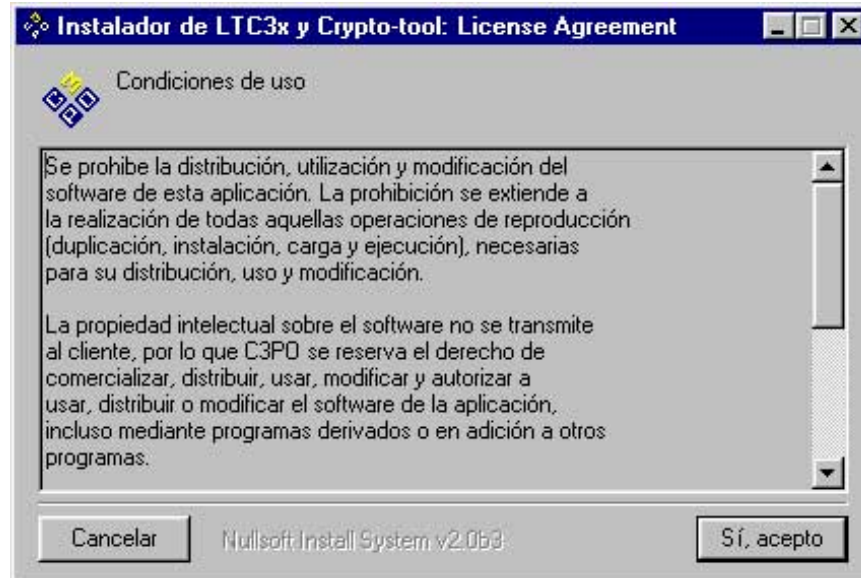 Instalador de LTC3x y Crypto-tool: License Agreement
Condiciones de uso
Se prohibe la distribución, utilización y modificación del
software de esta aplicación. La prohibición se extiende a
la realización de todas aquellas operaciones de reproducción
(duplicación, instalación, carga y ejecución), necesarias
para su distribución, uso y modificación.
La propiedad intelectual sobre el software no se transmite
al cliente, por lo que C3PO se reserva el derecho de
comercializar, distribuir, usar, modificar y autorizar a
usar, distribuir o modificar el software de la aplicación,
incluso mediante programas derivados o en adición a otros
programas.
Cancelar
Nullsoft Install System v2.0b3
Sí, acepto